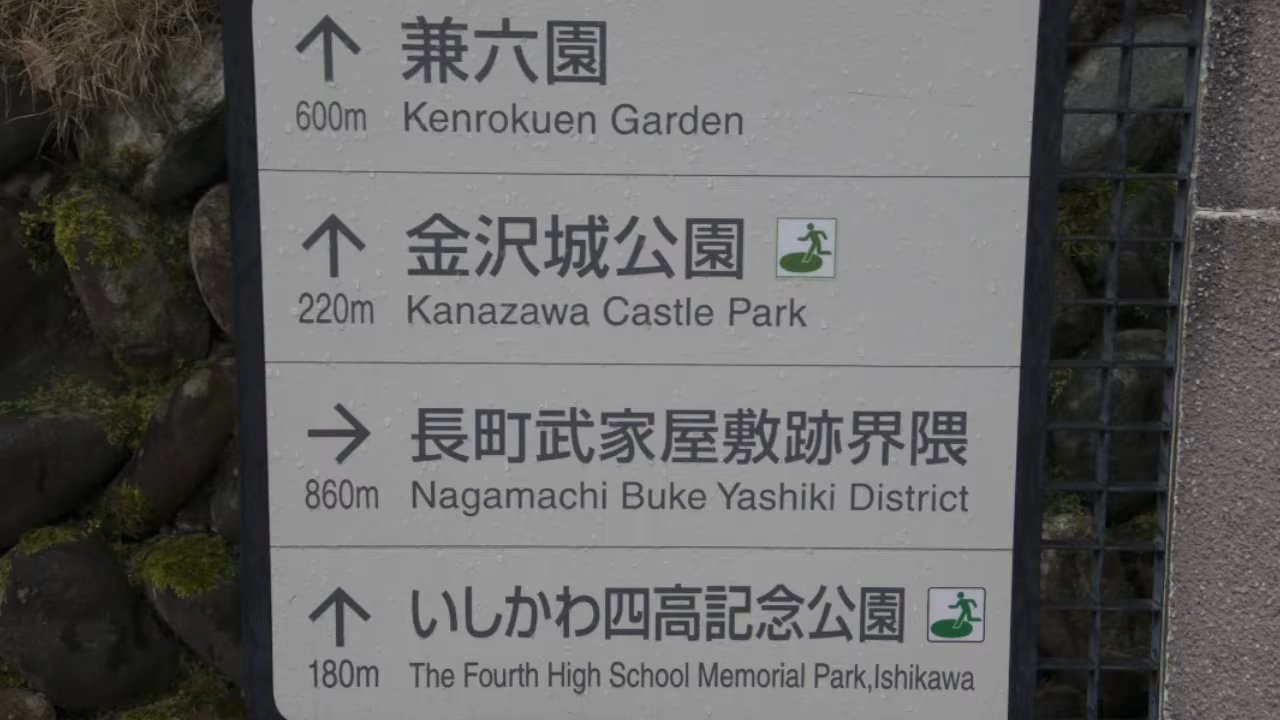 兼六園
600m Kenrokuen Garden
金沢城公園
220m Kanazawa Castle Park
長町武家屋敷跡界隈
860m Nagamachi Buke Yashiki District
いしかわ四高記念公園
180m The Fourth High School Memorial Park,Ishikawa